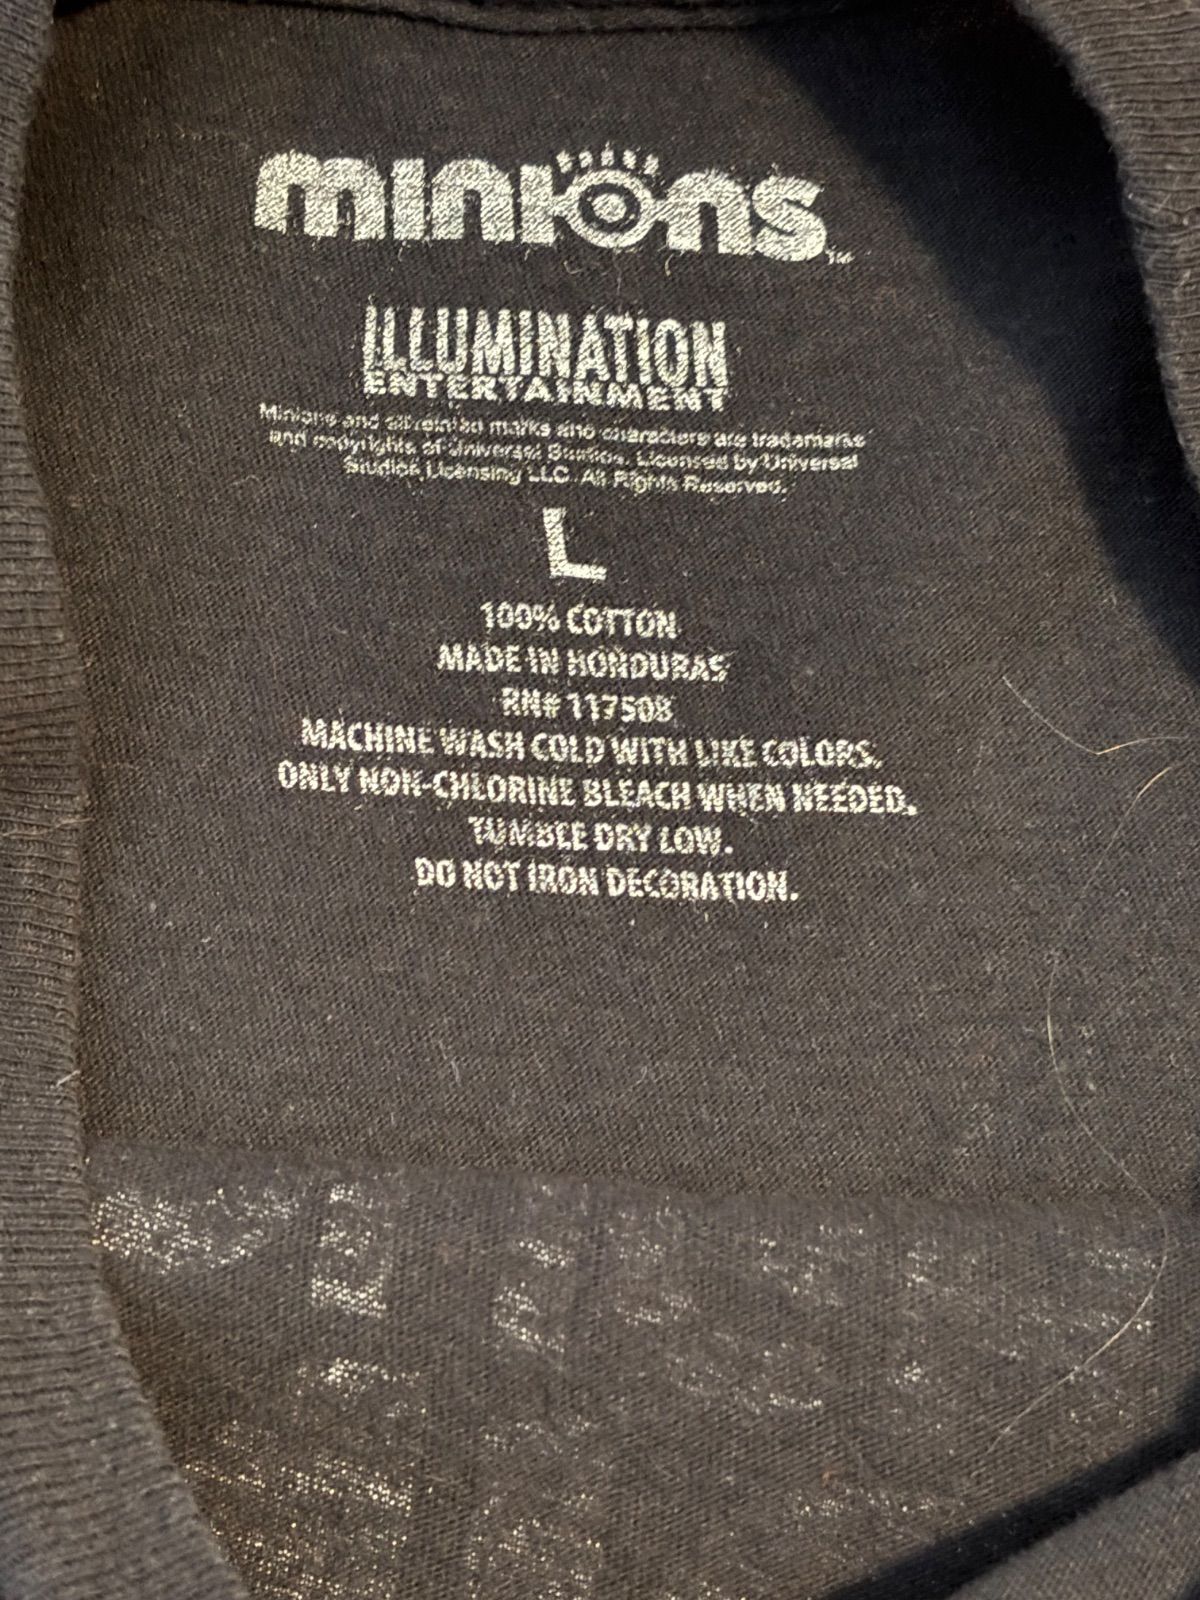 minions™
ILLUMINATION
ENTERTAINMENT
Minions and all related marks and characters are trademarks
and copyrights of Universal Studios. Licensed by Universal
Studios Licensing LLC. All Rights Reserved.
L
100% COTTON
MADE IN HONDURAS
RN# 117508
MACHINE WASH COLD WITH LIKE COLORS.
ONLY NON-CHLORINE BLEACH WHEN NEEDED.
TUMBLE DRY LOW.
DO NOT IRON DECORATION.